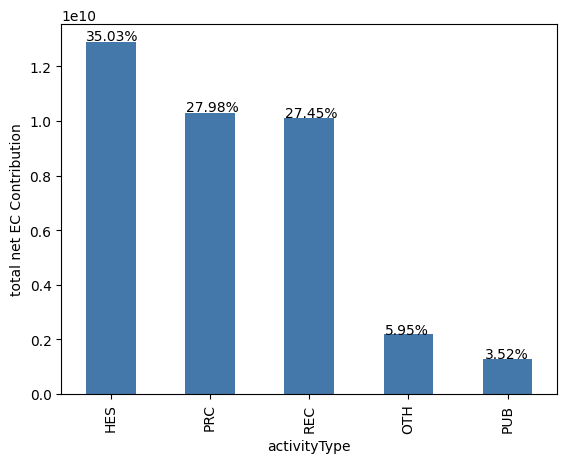 1e10
35.03%
1.2
27.98%
27.45%
1.0
0.8
total net EC Contribution
0.6
0.4
5.95%
3.52%
0.2
0.0
HES
PRC
REC
OTH
PUB
activityType